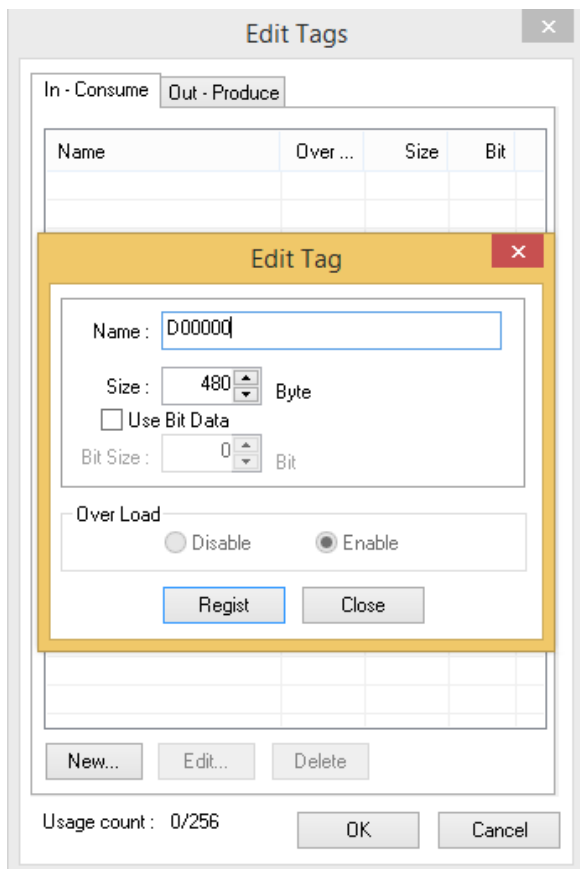 Edit Tags
In - Consume Out - Produce
Name Over ... Size Bit
Edit Tag
Name : D00000
Size : 480 Byte
Use Bit Data
Bit Size : 0 Bit
Over Load
Disable Enable
Regist Close
New... Edit... Delete
Usage count : 0/256 OK Cancel